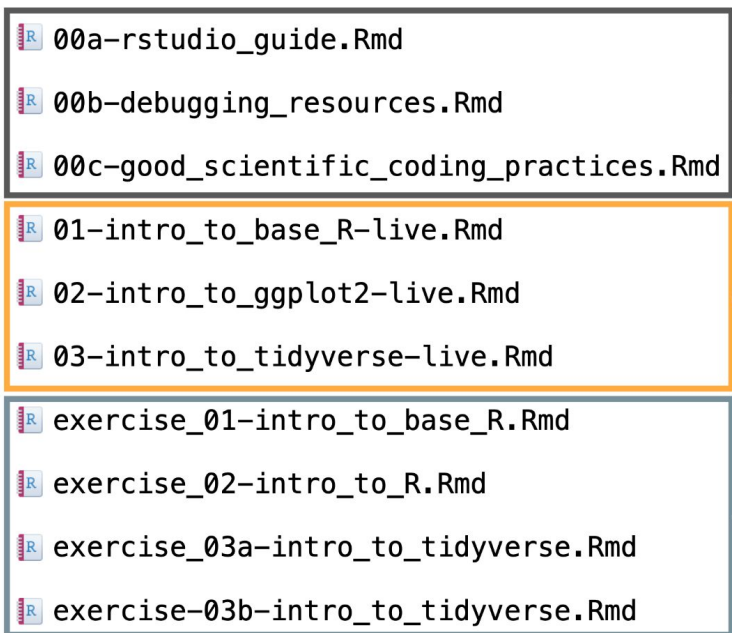 00a-rstudio_guide.Rmd
00b-debugging_resources.Rmd
00c-good_scientific_coding_practices.Rmd
01-intro_to_base_R-live.Rmd
02-intro_to_ggplot2-live.Rmd
03-intro_to_tidyverse-live.Rmd
exercise_01-intro_to_base_R.Rmd
exercise_02-intro_to_R.Rmd
exercise_03a-intro_to_tidyverse.Rmd
exercise-03b-intro_to_tidyverse.Rmd